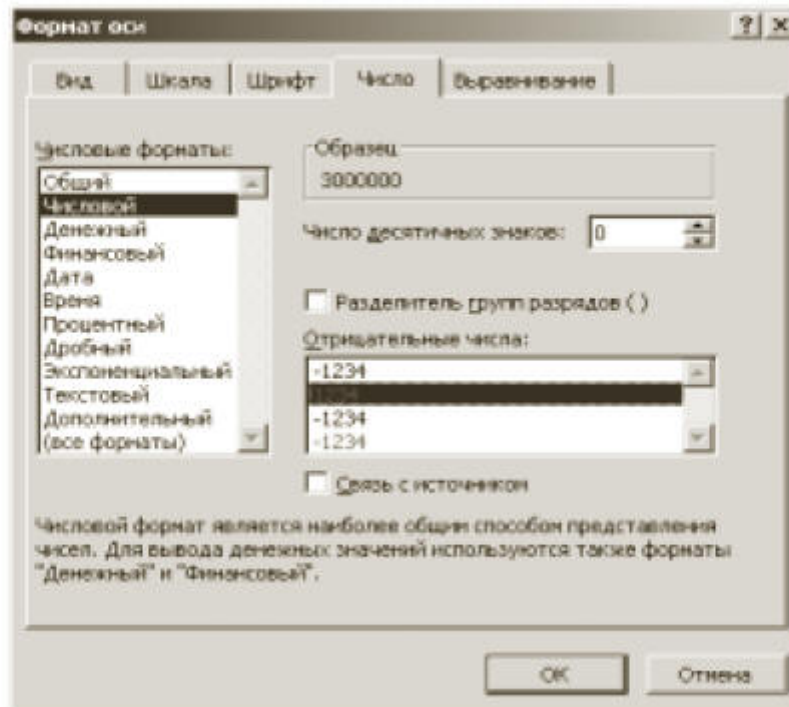 Формат оси
Вид Шкала Шрифт Число Выравнивание
Числовые форматы:
Общий
Числовой
Денежный
Финансовый
Дата
Время
Процентный
Дробный
Экспоненциальный
Текстовый
Дополнительный
(все форматы)
Образец
3000000
Число десятичных знаков: 0
Разделитель групп разрядов ( )
Отрицательные числа:
-1234
1234
-1234
-1234
Связь с источником
Числовой формат является наиболее общим способом представления
чисел. Для вывода денежных значений используются также форматы
"Денежный" и "Финансовый".
ОК Отмена